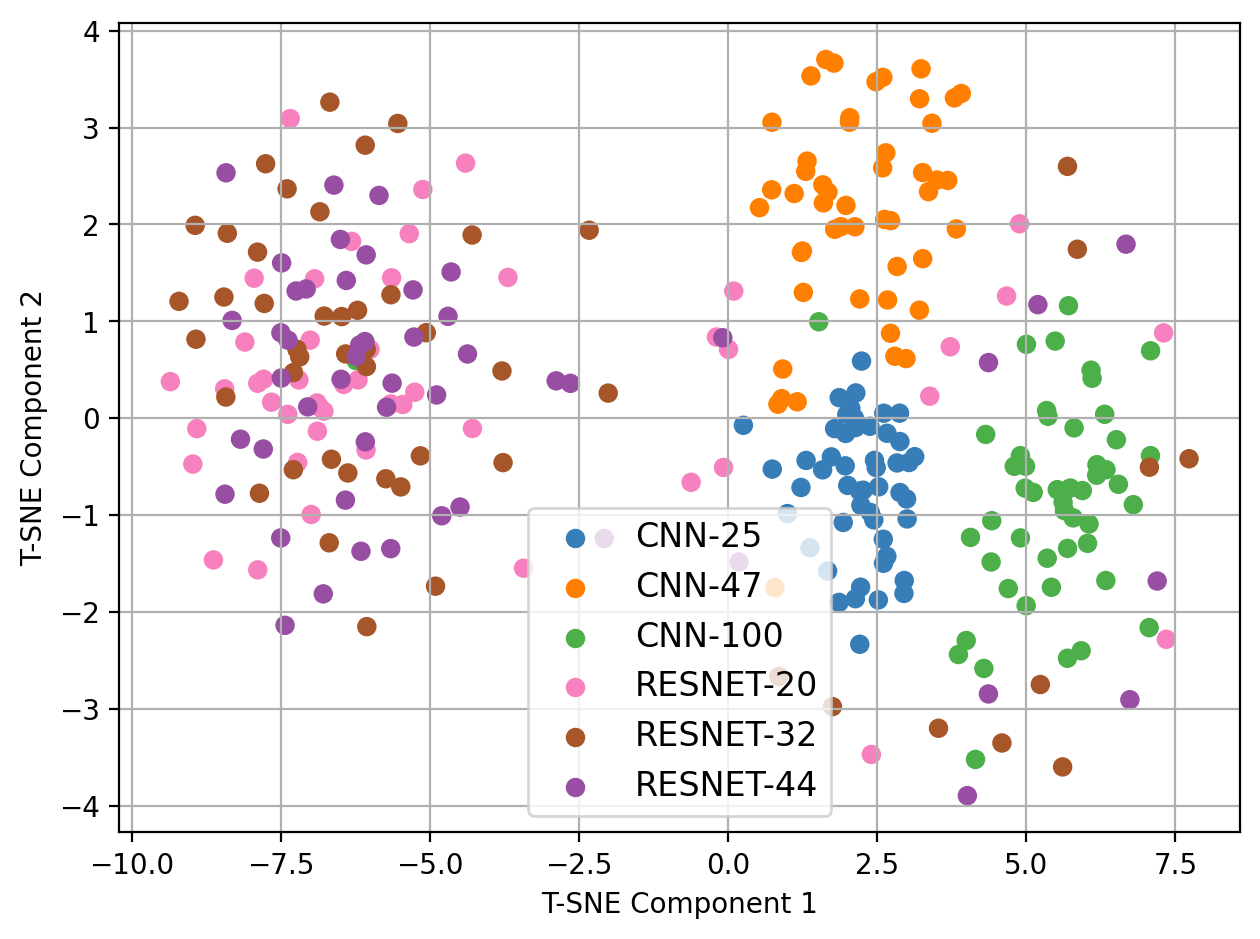 4
3
2
1
0
−1
−2
−3
−4
T-SNE Component 2
CNN-25
CNN-47
CNN-100
RESNET-20
RESNET-32
RESNET-44
−10.0 −7.5 −5.0 −2.5 0.0 2.5 5.0 7.5
T-SNE Component 1